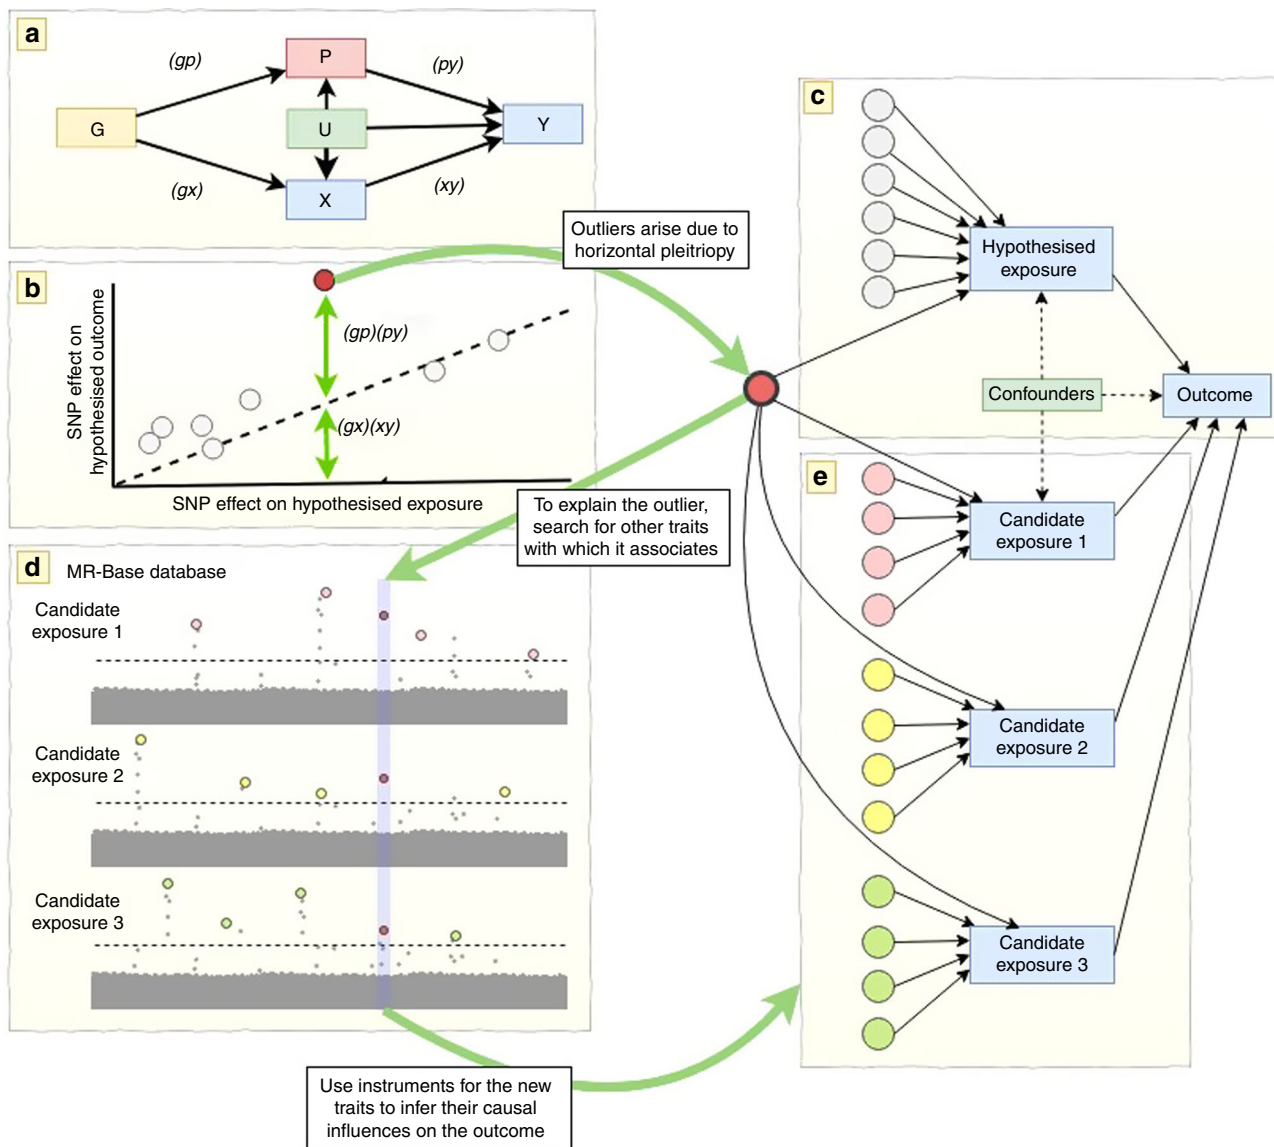 a
(gp)
P
(py)
G
U
Y
(gx)
X
(xy)
Outliers arise due to
horizontal pleitriopy
b
SNP effect on
hypothesised outcome
(gp)(py)
(gx)(xy)
SNP effect on hypothesised exposure
c
Hypothesised
exposure
Confounders
Outcome
To explain the outlier,
search for other traits
with which it associates
d
MR-Base database
Candidate
exposure 1
Candidate
exposure 2
Candidate
exposure 3
e
Candidate
exposure 1
Candidate
exposure 2
Candidate
exposure 3
Use instruments for the new
traits to infer their causal
influences on the outcome